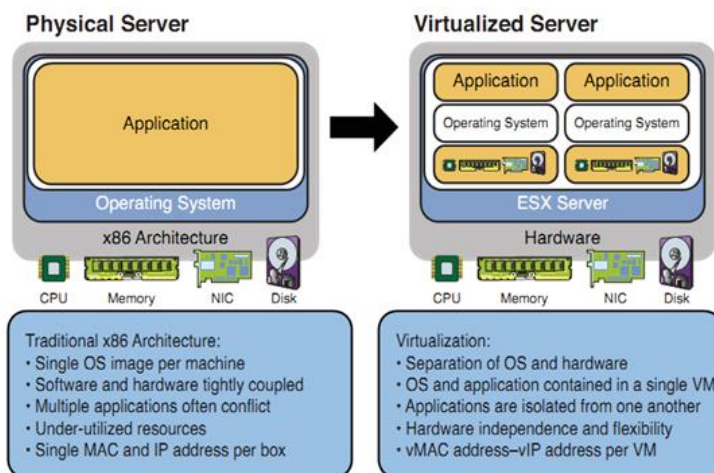 Physical Server
Application
Operating System
x86 Architecture
CPU Memory NIC Disk
Traditional x86 Architecture:
• Single OS image per machine
• Software and hardware tightly coupled
• Multiple applications often conflict
• Under-utilized resources
• Single MAC and IP address per box
Virtualized Server
Application Application
Operating System Operating System
ESX Server
Hardware
CPU Memory NIC Disk
Virtualization:
• Separation of OS and hardware
• OS and application contained in a single VM
• Applications are isolated from one another
• Hardware independence and flexibility
• vMAC address–vIP address per VM